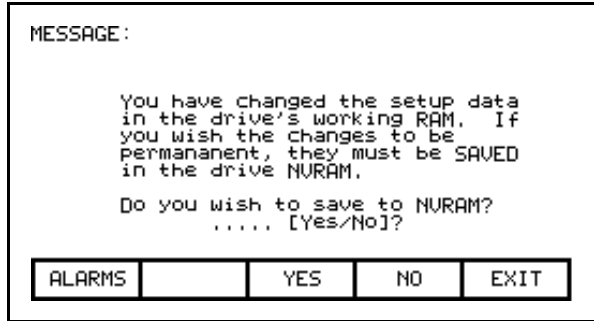 MESSAGE:
You have changed the setup data
in the drive's working RAM. If
you wish the changes to be
permananent, they must be SAVED
in the drive NVRAM.
Do you wish to save to NVRAM?
..... [Yes/No]?
ALARMS YES NO EXIT